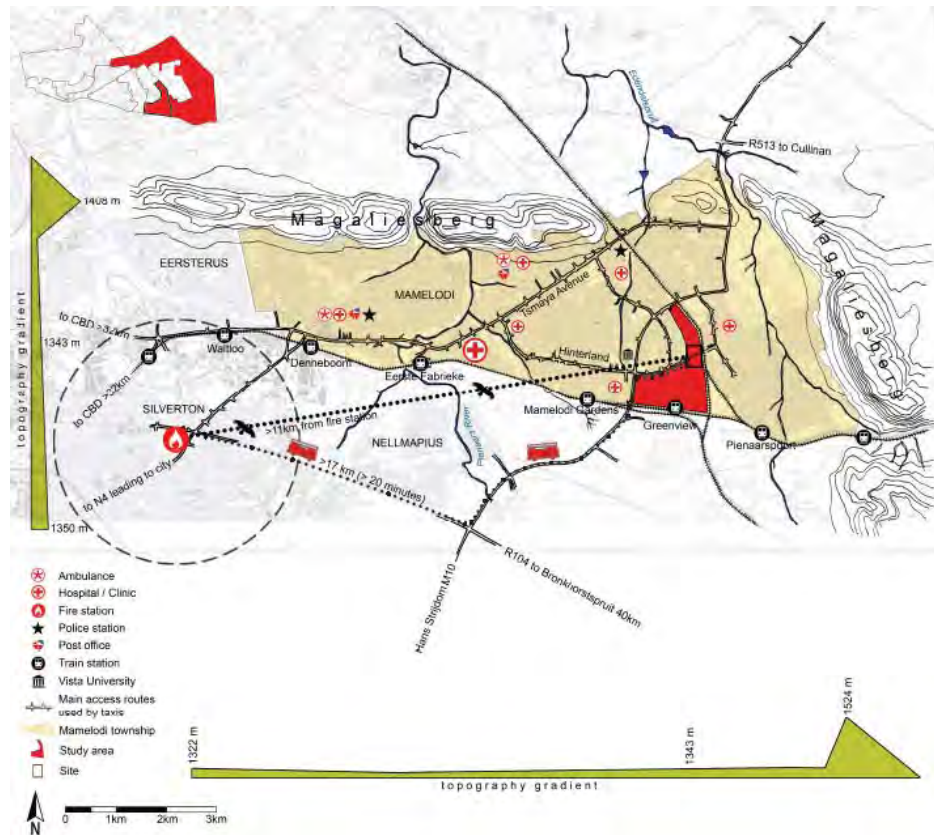 Edendalspruit
R513 to Cullinan
1408 m
Magaliesberg
Magaliesberg
EERSTERUS
MAMELODI
Tsmaya Avenue
to CBD >32km
1343 m
topography gradient
Waltloo
Denneboom
Hinterland
Eerste Fabrieke
to CBD >32km
SILVERTON
Mamelodi Gardens
>11km from fire station
Greenview
NELLMAPIUS
Pienaarspoort
Pienaars River
to N4 leading to city
>17 km (> 20 minutes)
1350 m
R104 to Bronkhorstspruit 40km
Hans Strijdom M10
Ambulance
Hospital / Clinic
Fire station
Police station
Post office
Train station
Vista University
Main access routes
used by taxis
Mamelodi township
Study area
Site
1322 m
1343 m
1524 m
topography gradient
N
0 1km 2km 3km